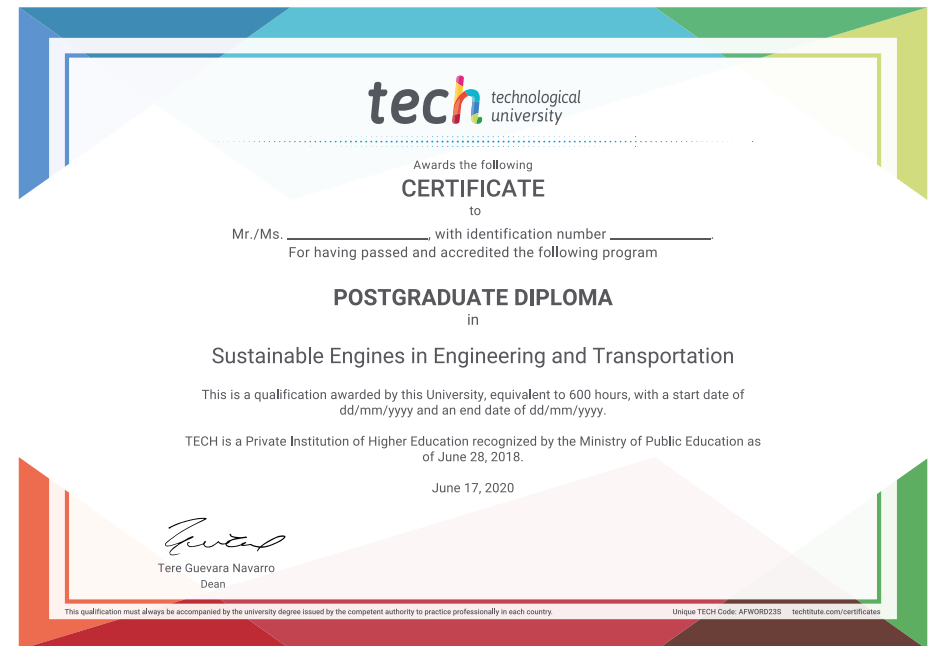 tech technological
university
Awards the following
CERTIFICATE
to
Mr./Ms. ____________________, with identification number ______________.
For having passed and accredited the following program
POSTGRADUATE DIPLOMA
in
Sustainable Engines in Engineering and Transportation
This is a qualification awarded by this University, equivalent to 600 hours, with a start date of
dd/mm/yyyy and an end date of dd/mm/yyyy.
TECH is a Private Institution of Higher Education recognized by the Ministry of Public Education as
of June 28, 2018.
June 17, 2020
Tere Guevara Navarro
Dean
This qualification must always be accompanied by the university degree issued by the competent authority to practice professionally in each country. Unique TECH Code: AFWORD23S techtitute.com/certificates